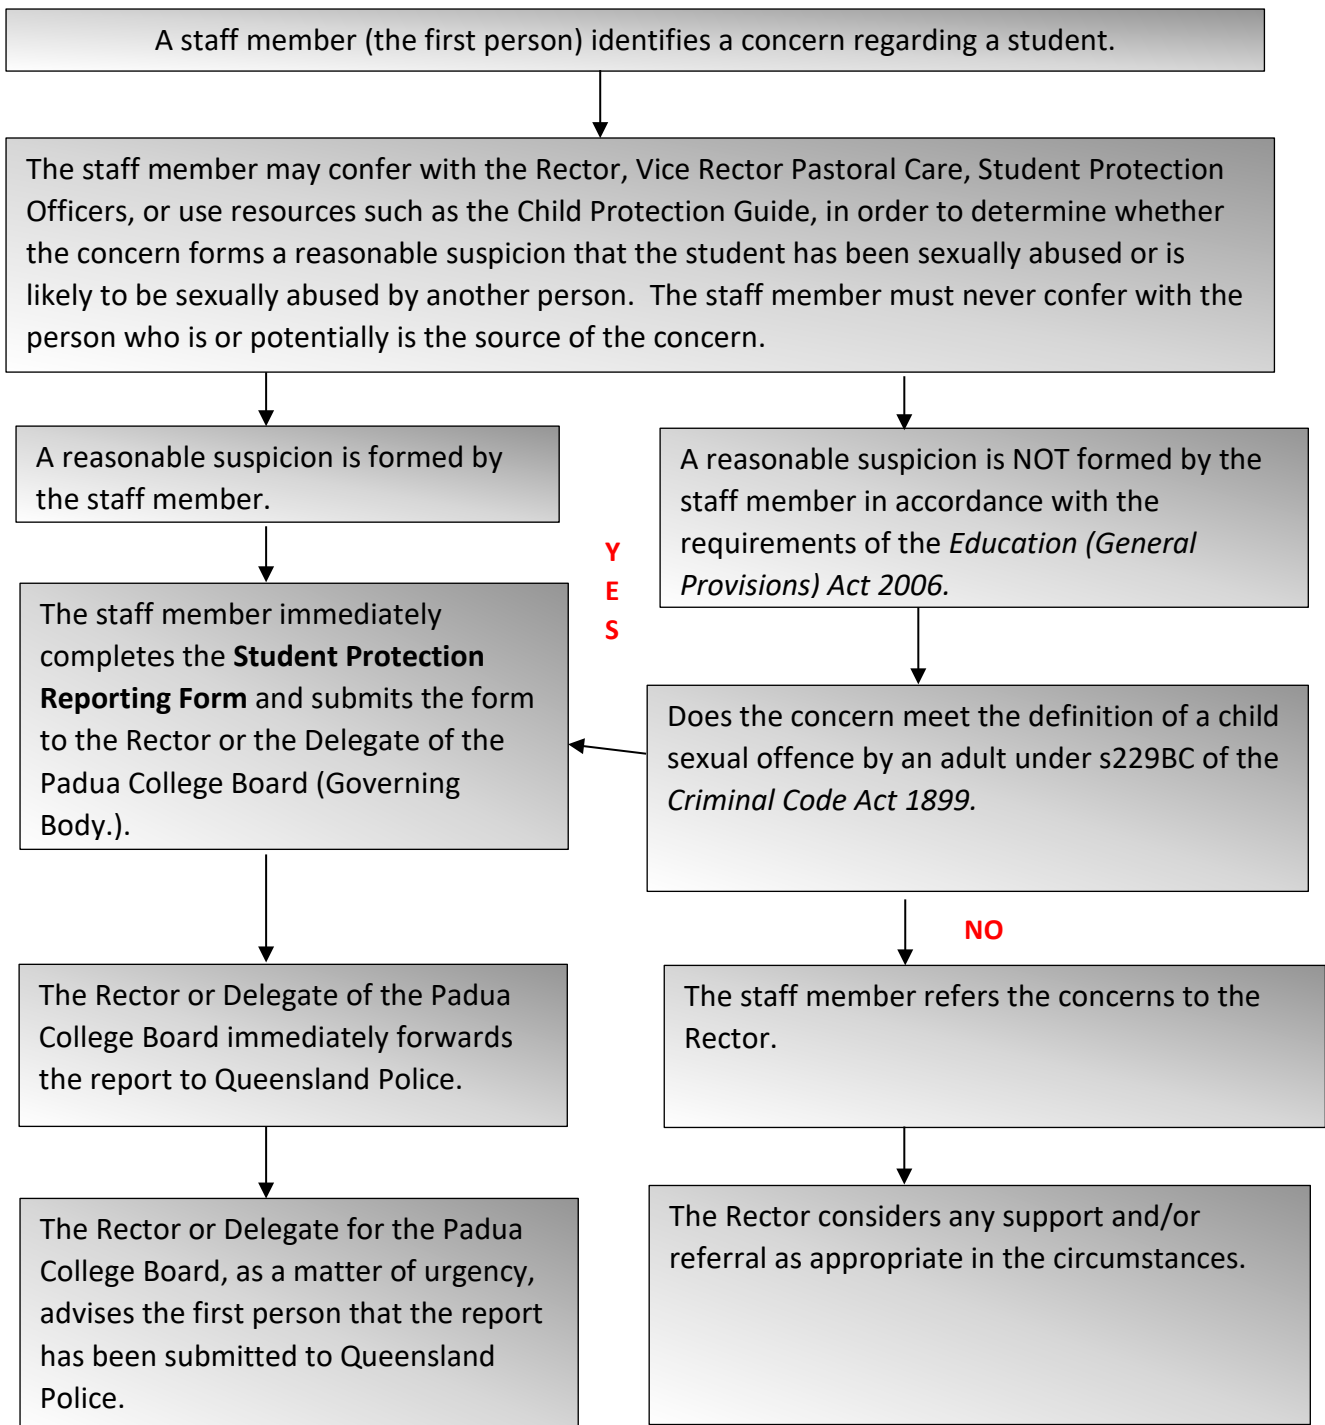 A staff member (the first person) identifies a concern regarding a student.
The staff member may confer with the Rector, Vice Rector Pastoral Care, Student Protection
Officers, or use resources such as the Child Protection Guide, in order to determine whether
the concern forms a reasonable suspicion that the student has been sexually abused or is
likely to be sexually abused by another person.  The staff member must never confer with the
person who is or potentially is the source of the concern.
A reasonable suspicion is formed by
the staff member.
A reasonable suspicion is NOT formed by the
staff member in accordance with the
requirements of the Education (General
Provisions) Act 2006.
Y
E
S
The staff member immediately
completes the Student Protection
Reporting Form and submits the form
to the Rector or the Delegate of the
Padua College Board (Governing
Body.).
Does the concern meet the definition of a child
sexual offence by an adult under s229BC of the
Criminal Code Act 1899.
NO
The Rector or Delegate of the Padua
College Board immediately forwards
the report to Queensland Police.
The staff member refers the concerns to the
Rector.
The Rector or Delegate for the Padua
College Board, as a matter of urgency,
advises the first person that the report
has been submitted to Queensland
Police.
The Rector considers any support and/or
referral as appropriate in the circumstances.